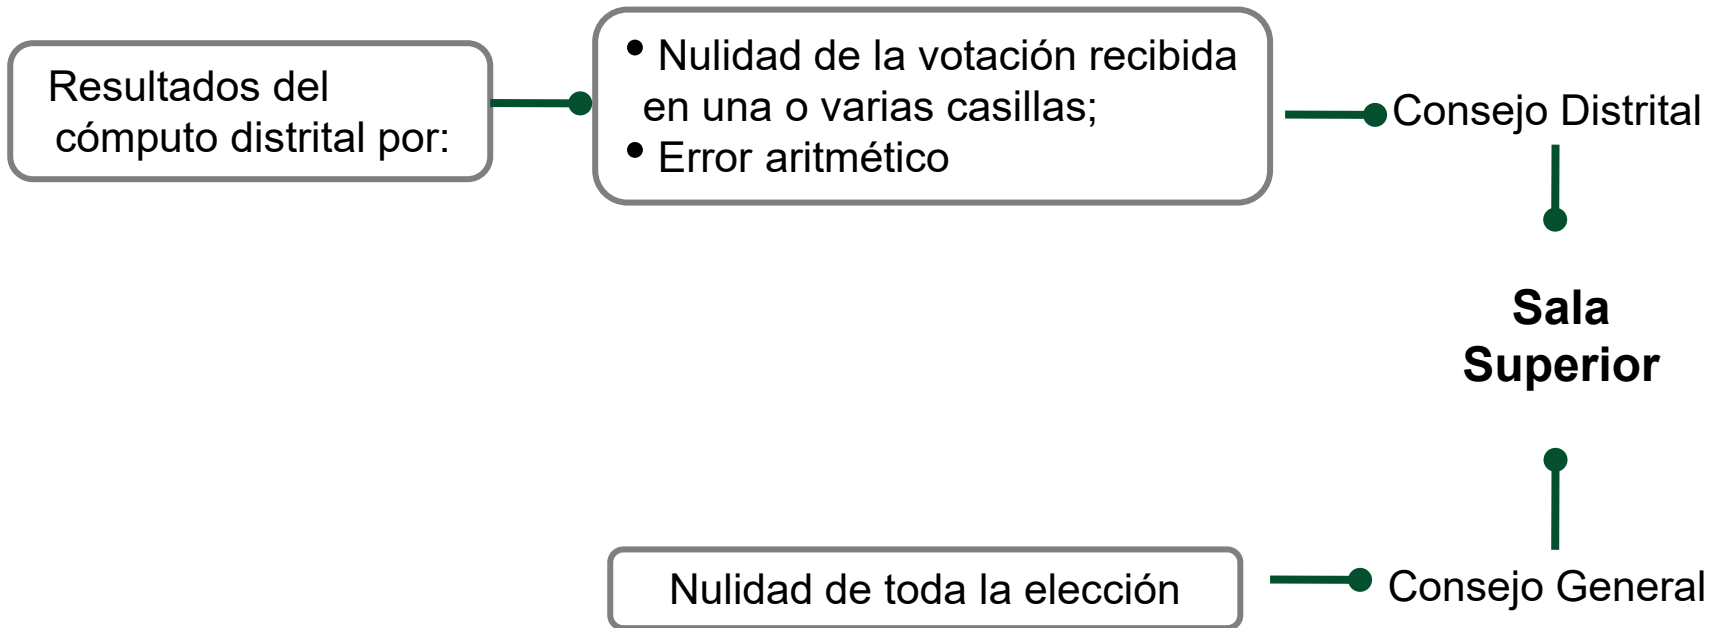 Resultados del
cómputo distrital por:
• Nulidad de la votación recibida
en una o varias casillas;
• Error aritmético
Consejo Distrital
Sala
Superior
Nulidad de toda la elección
Consejo General